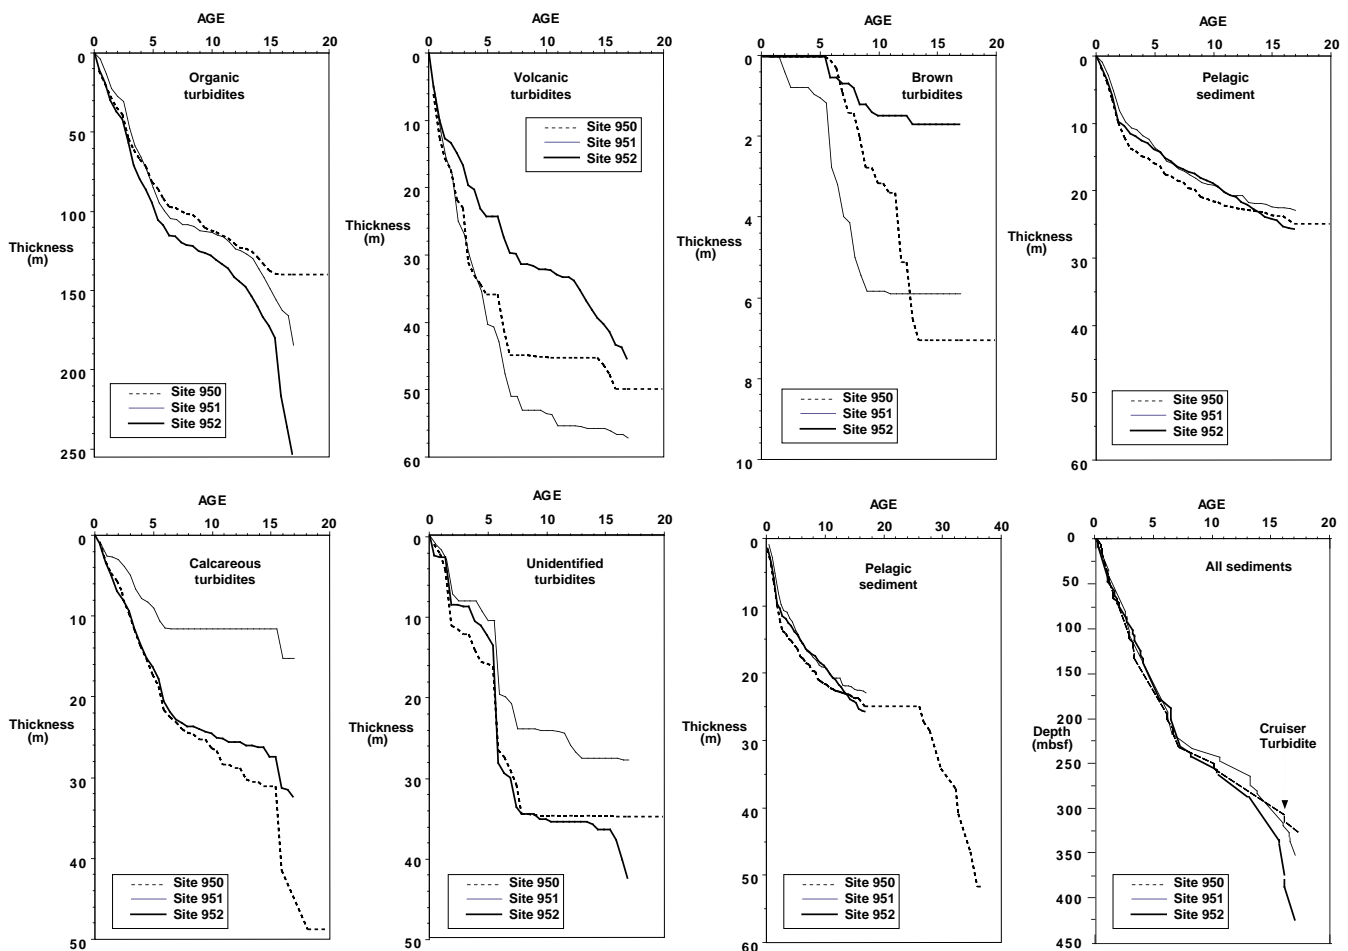 AGE
0 5 10 15 20
0
50
100
150
200
250
Thickness
(m)
Organic
turbidites
Site 950
Site 951
Site 952
AGE
0 5 10 15 20
0
10
20
30
40
50
60
Thickness
(m)
Volcanic
turbidites
Site 950
Site 951
Site 952
AGE
0 5 10 15 20
0
2
4
6
8
10
Thickness
(m)
Brown
turbidites
Site 950
Site 951
Site 952
AGE
0 5 10 15 20
0
10
20
30
40
50
60
Thickness
(m)
Pelagic
sediment
Site 950
Site 951
Site 952
AGE
0 5 10 15 20
0
10
20
30
40
50
Thickness
(m)
Calcareous
turbidites
Site 950
Site 951
Site 952
AGE
0 5 10 15 20
0
10
20
30
40
50
Thickness
(m)
Unidentified
turbidites
Site 950
Site 951
Site 952
AGE
0 10 20 30 40
0
10
20
30
40
50
60
Thickness
(m)
Pelagic
sediment
Site 950
Site 951
Site 952
AGE
0 5 10 15 20
0
50
100
150
200
250
300
350
400
450
Depth
(mbsf)
All sediments
Cruiser
Turbidite
Site 950
Site 951
Site 952